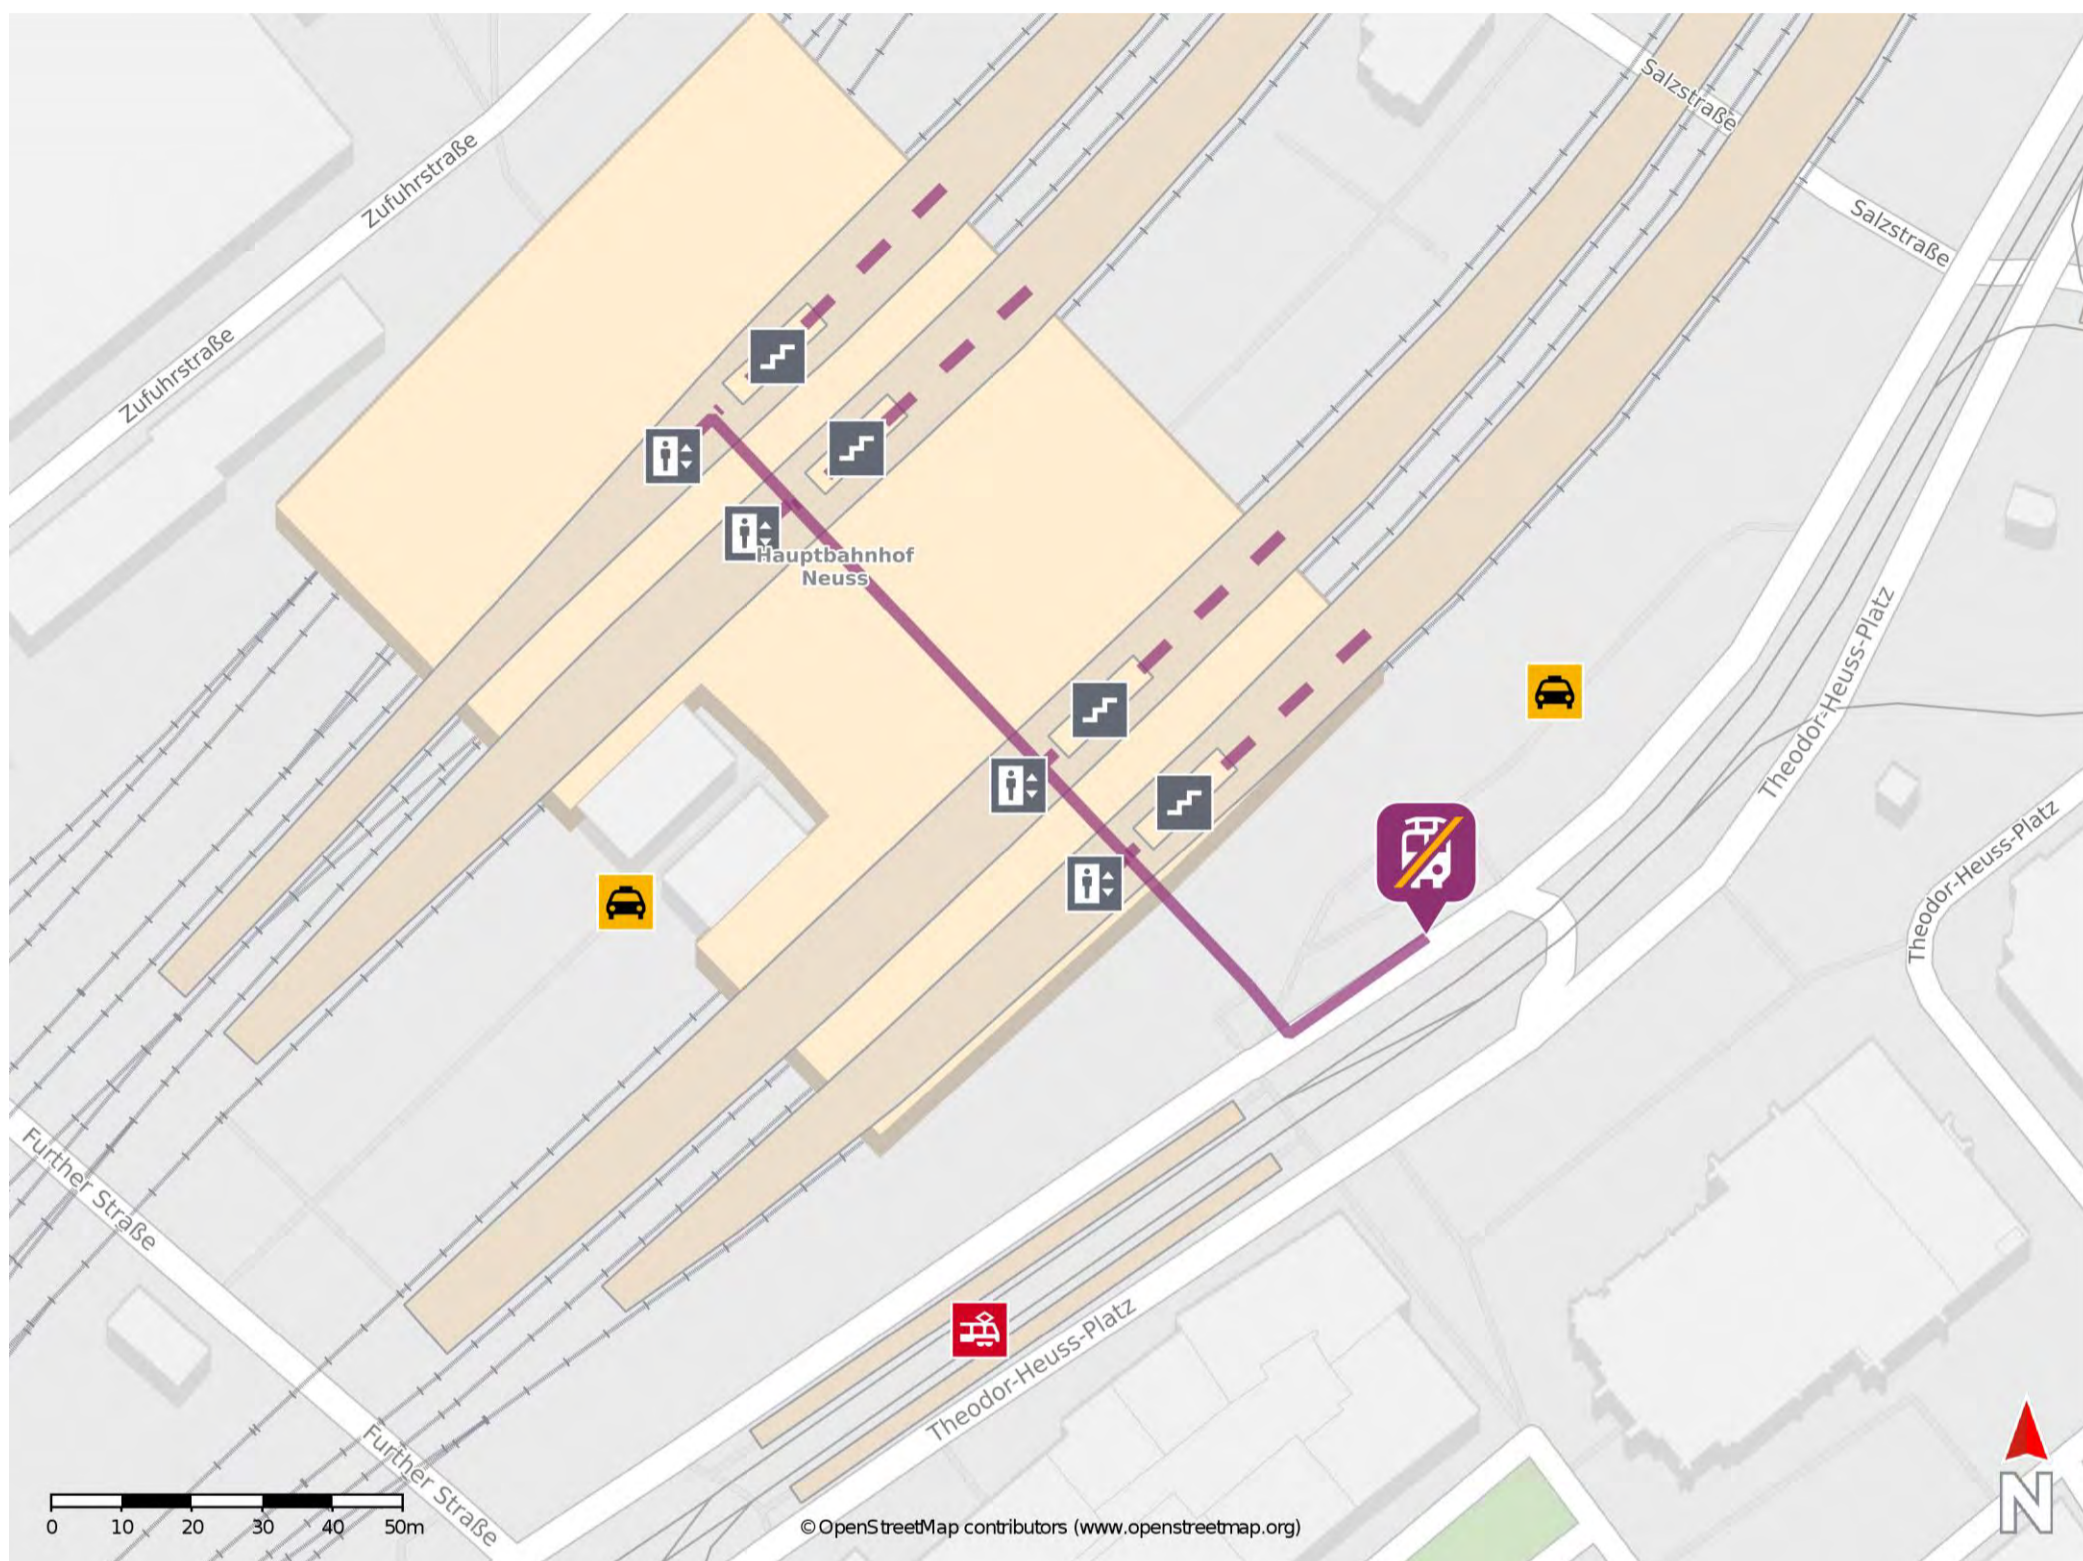 Salzstraße
Zufuhrstraße
Salzstraße
Zufuhrstraße
Hauptbahnhof
Neuss
Theodor-Heuss-Platz
Theodor-Heuss-Platz
Further Straße
Theodor-Heuss-Platz
Further Straße
0 10 20 30 40 50m
© OpenStreetMap contributors (www.openstreetmap.org)
N